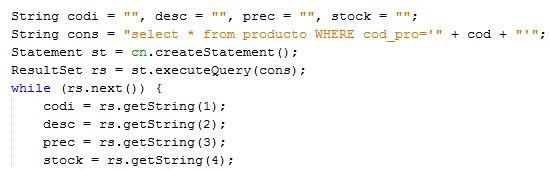 String codi = "", desc = "", prec = "", stock = "";
String cons = "select * from producto WHERE cod_pro='" + cod + "'";
Statement st = cn.createStatement();
ResultSet rs = st.executeQuery(cons);
while (rs.next()) {
    codi = rs.getString(1);
    desc = rs.getString(2);
    prec = rs.getString(3);
    stock = rs.getString(4);